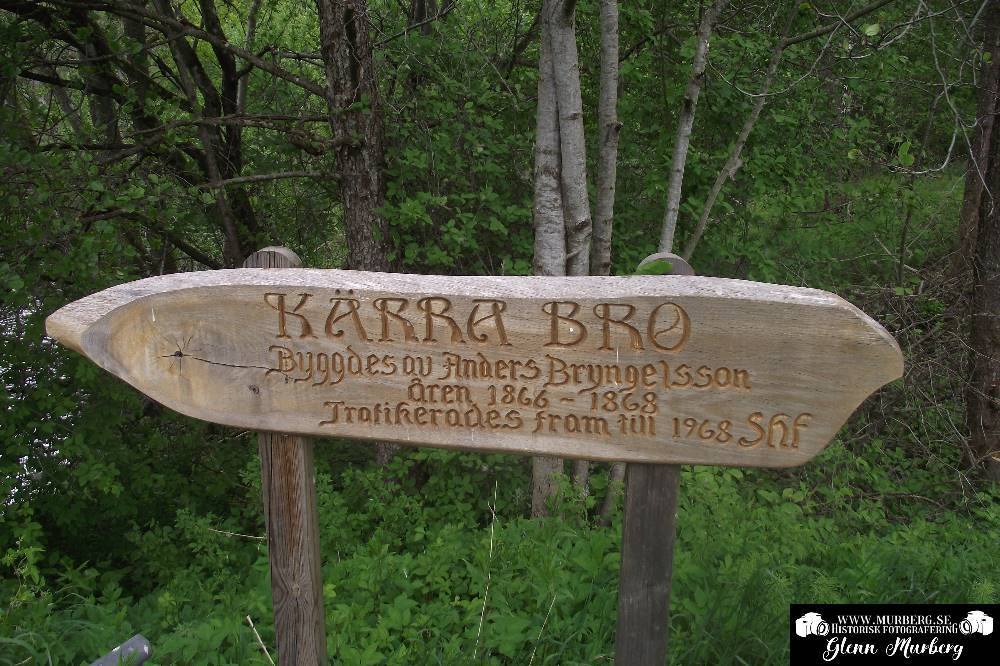 KÄRRA BRO
Byggdes av Anders Bryngelsson
åren 1866 - 1868
Trafikerades fram till 1968 Shf
WWW.MURBERG.SE
HISTORISK FOTOGRAFERING
Glenn Murberg